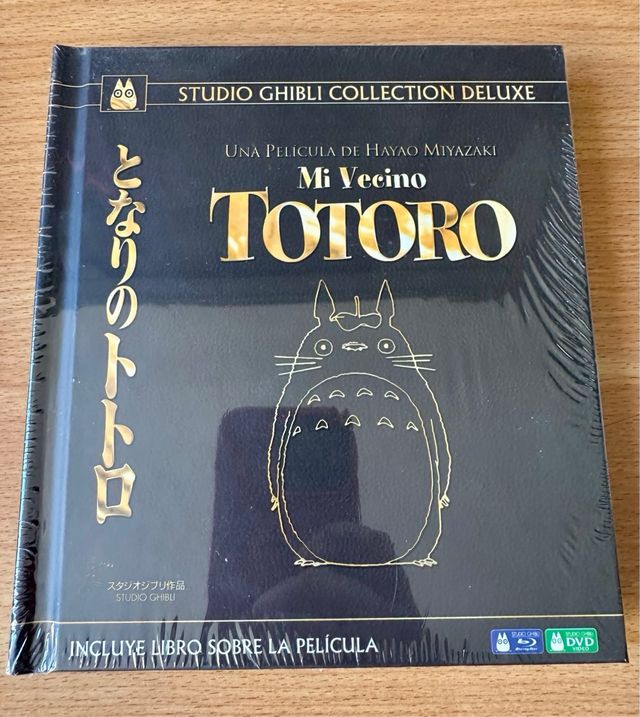 STUDIO GHIBLI COLLECTION DELUXE
UNA PELÍCULA DE HAYAO MIYAZAKI
Mi Vecino
TOTORO
となりのトトロ
スタジオジブリ作品
STUDIO GHIBLI
INCLUYE LIBRO SOBRE LA PELÍCULA
STUDIO GHIBLI
Blu-ray Disc
STUDIO GHIBLI
DVD
VIDEO